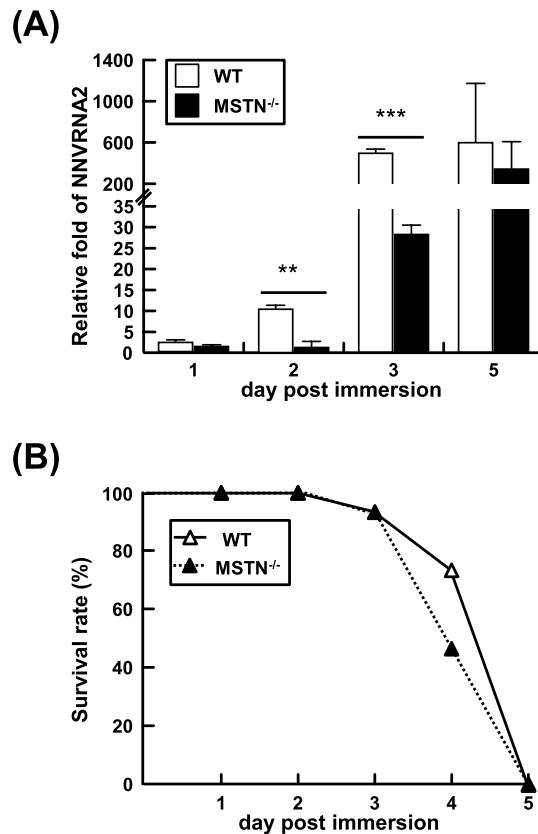 (A)
Relative fold of NNVRNA2
1400
1000
600
200
35
30
25
20
15
10
5
0
WT
MSTN-/-
**
***
1 2 3 5
day post immersion
(B)
Survival rate (%)
100
80
60
40
20
0
WT
MSTN-/-
1 2 3 4 5
day post immersion